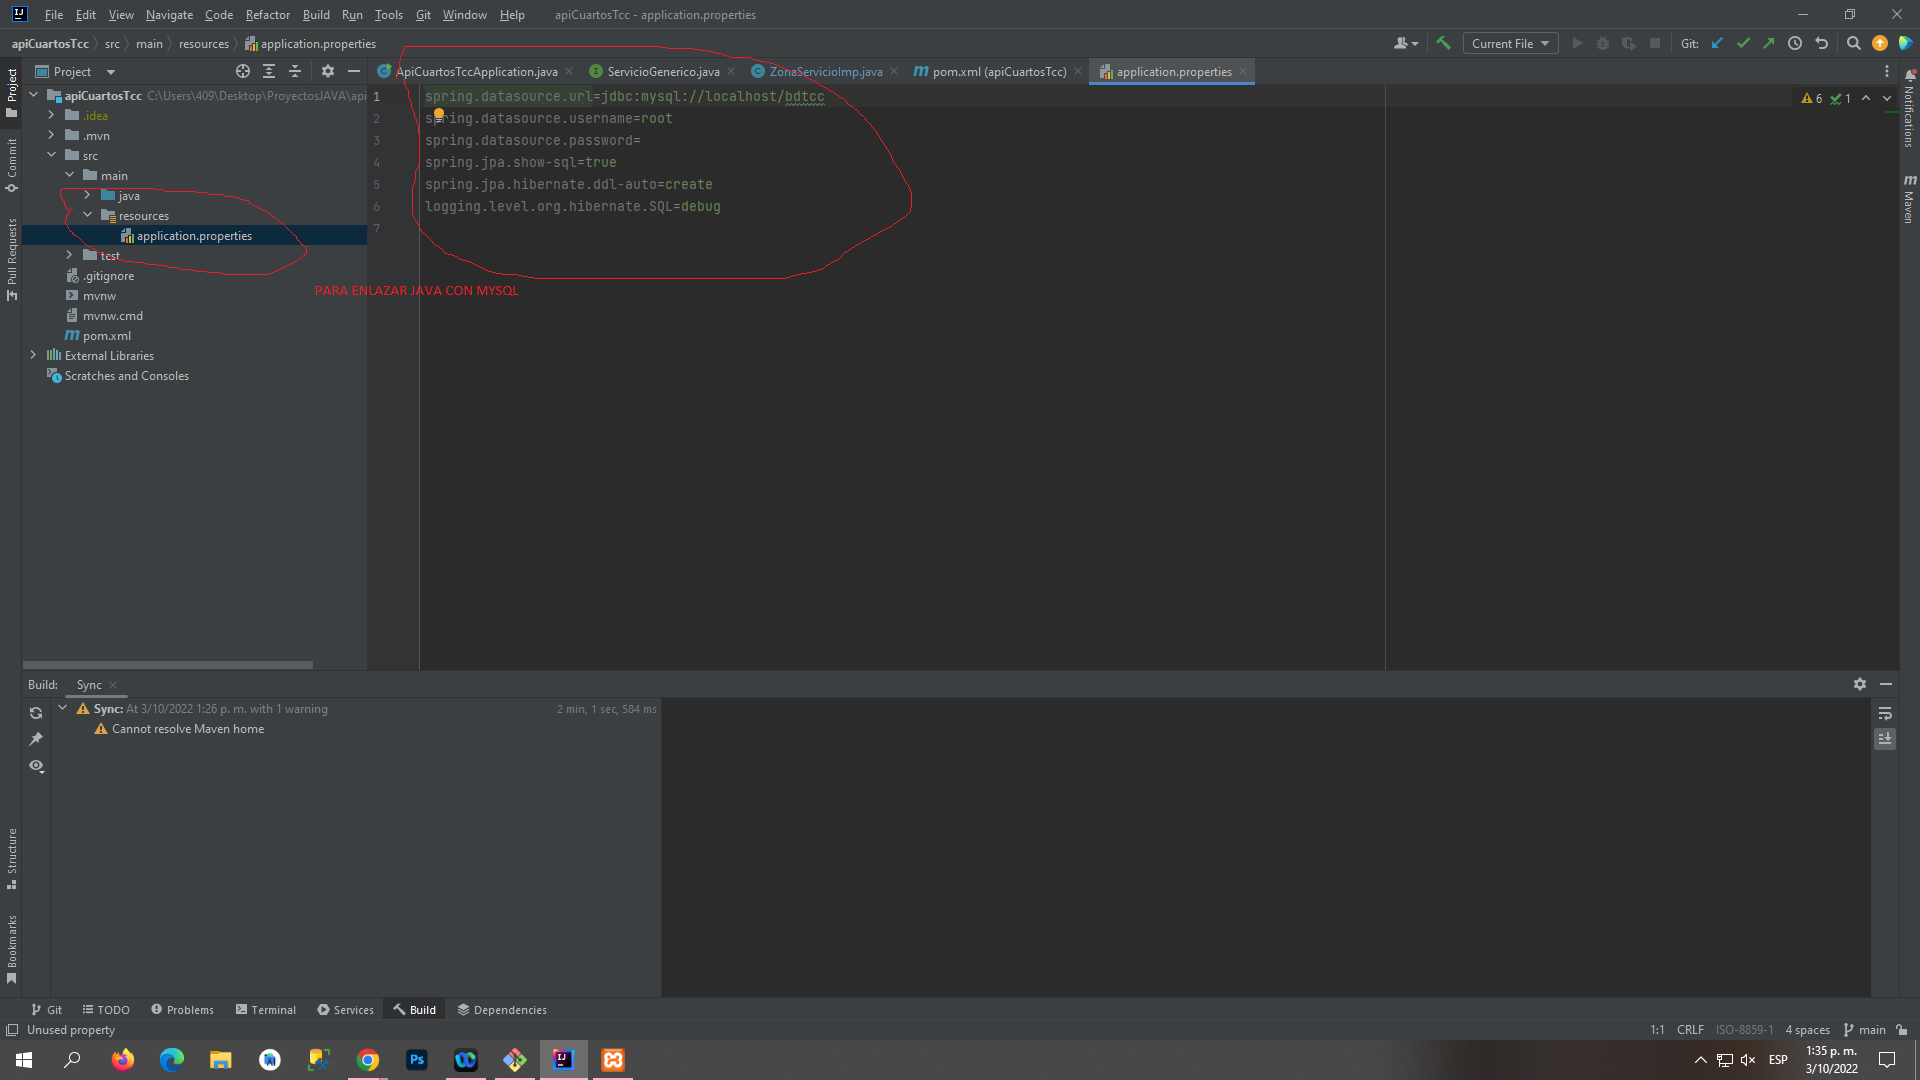 File Edit View Navigate Code Refactor Build Run Tools Git Window Help apiCuartosTcc - application.properties
apiCuartosTcc src main resources application.properties
Current File Git:
Project
ApiCuartosTccApplication.java ServicioGenerico.java ZonaServicioImp.java pom.xml (apiCuartosTcc) application.properties
apiCuartosTcc C:\Users\409\Desktop\ProyectosJAVA\api
.idea
.mvn
src
main
java
resources
application.properties
test
.gitignore
mvnw
mvnw.cmd
pom.xml
External Libraries
Scratches and Consoles
1 spring.datasource.url=jdbc:mysql://localhost/bdtcc
2 spring.datasource.username=root
3 spring.datasource.password=
4 spring.jpa.show-sql=true
5 spring.jpa.hibernate.ddl-auto=create
6 logging.level.org.hibernate.SQL=debug
7
6 1
PARA ENLAZAR JAVA CON MYSQL
Project
Commit
Pull Requests
Structure
Bookmarks
Notifications
Maven
Build: Sync
Sync: At 3/10/2022 1:26 p. m. with 1 warning 2 min, 1 sec, 584 ms
Cannot resolve Maven home
Git TODO Problems Terminal Services Build Dependencies
Unused property 1:1 CRLF ISO-8859-1 4 spaces main
ESP 1:35 p. m.
3/10/2022